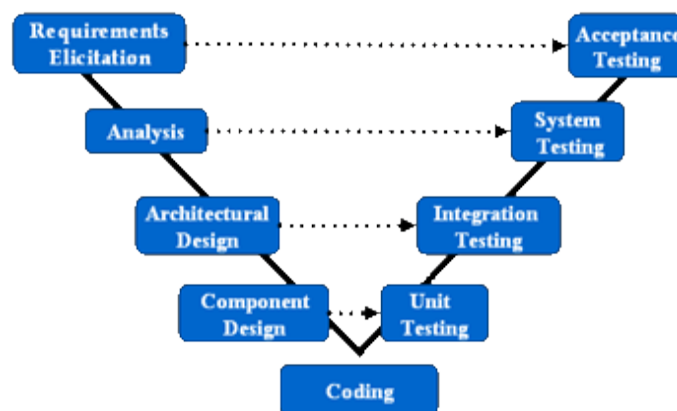 Requirements
Elicitation
Acceptance
Testing
Analysis
System
Testing
Architectural
Design
Integration
Testing
Component
Design
Unit
Testing
Coding